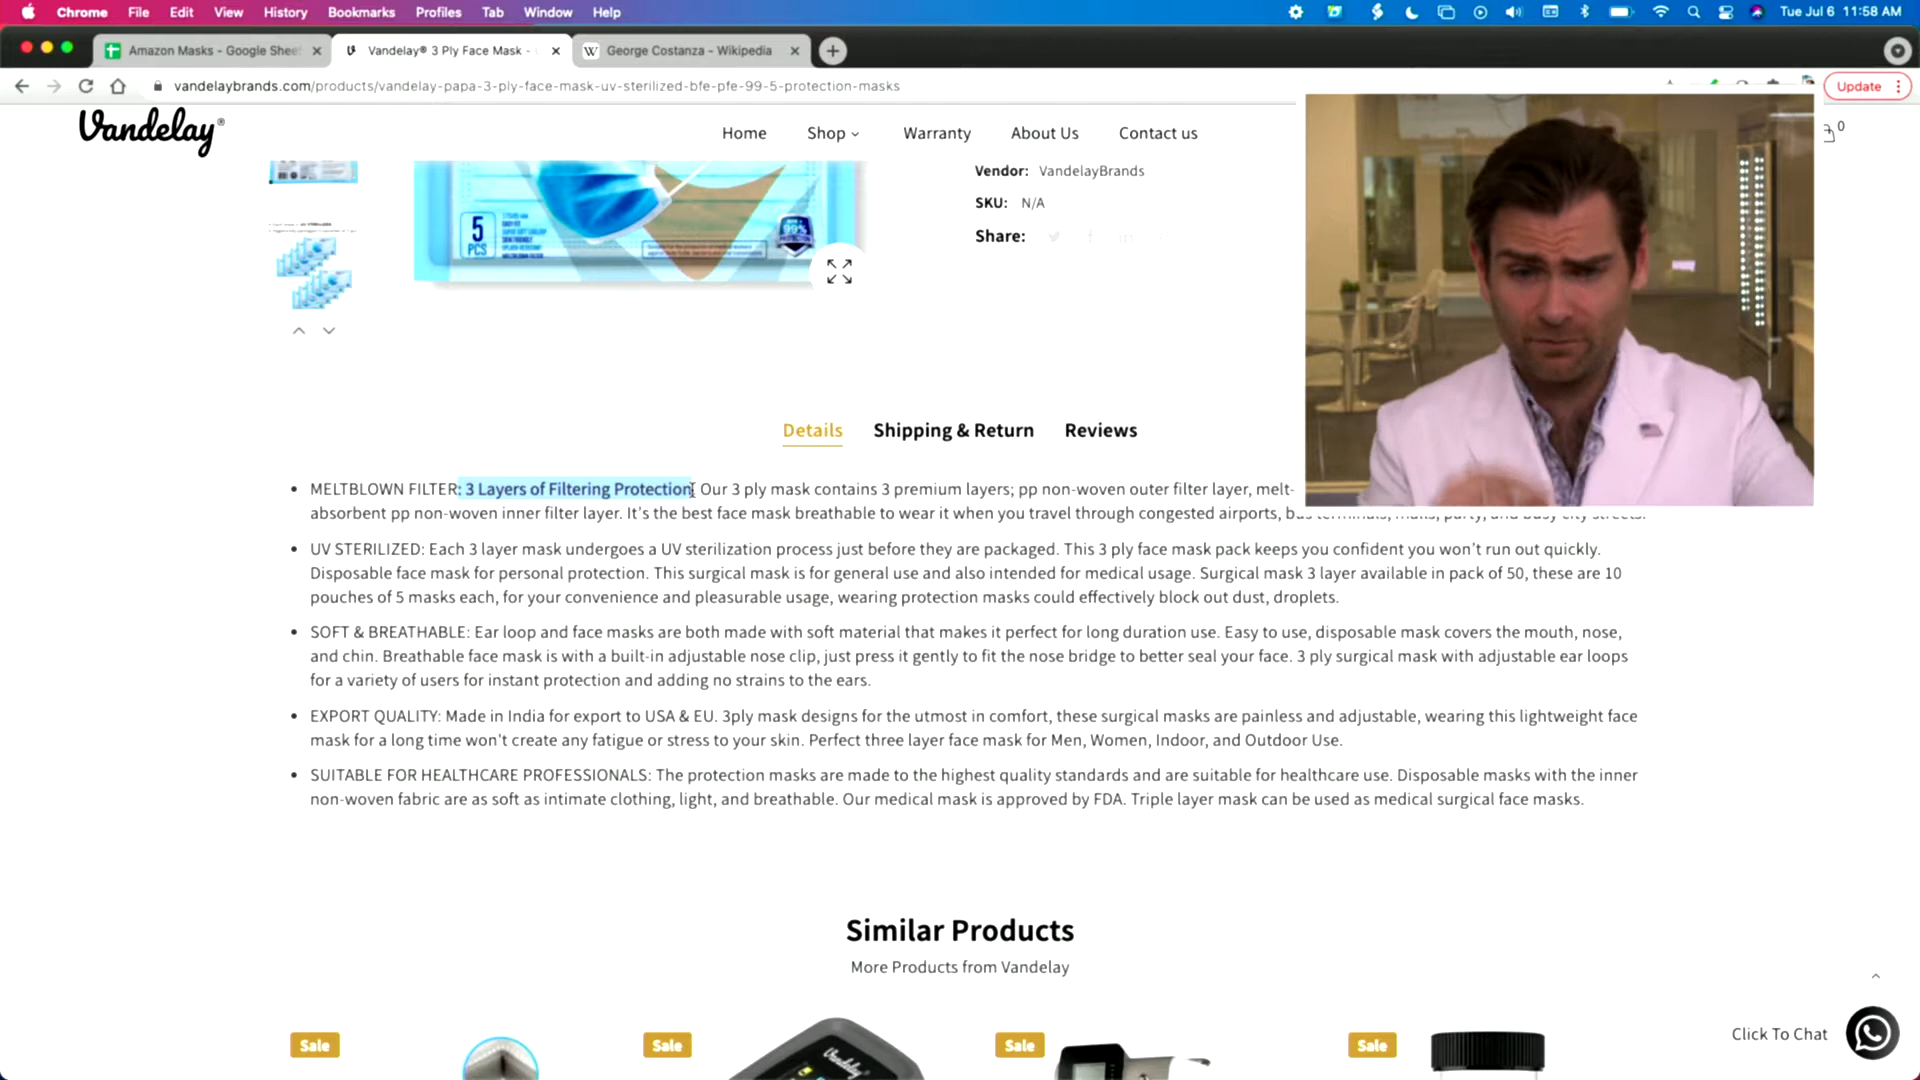 Chrome File Edit View History Bookmarks Profiles Tab Window Help Tue Jul 6 11:58 AM
Amazon Masks - Google Shee
Vandelay® 3 Ply Face Mask -
George Costanza - Wikipedia
vandelaybrands.com/products/vandelay-papa-3-ply-face-mask-uv-sterilized-bfe-pfe-99-5-protection-masks
Update
Vandelay®
Home Shop Warranty About Us Contact us
0
Vendor: VandelayBrands
SKU: N/A
Share:
5
PCS
99%
Details Shipping & Return Reviews
MELTBLOWN FILTER: 3 Layers of Filtering Protection Our 3 ply mask contains 3 premium layers; pp non-woven outer filter layer, melt-
absorbent pp non-woven inner filter layer. It's the best face mask breathable to wear it when you travel through congested airports, bus terminals, malls, party, and busy city streets.
UV STERILIZED: Each 3 layer mask undergoes a UV sterilization process just before they are packaged. This 3 ply face mask pack keeps you confident you won't run out quickly.
Disposable face mask for personal protection. This surgical mask is for general use and also intended for medical usage. Surgical mask 3 layer available in pack of 50, these are 10
pouches of 5 masks each, for your convenience and pleasurable usage, wearing protection masks could effectively block out dust, droplets.
SOFT & BREATHABLE: Ear loop and face masks are both made with soft material that makes it perfect for long duration use. Easy to use, disposable mask covers the mouth, nose,
and chin. Breathable face mask is with a built-in adjustable nose clip, just press it gently to fit the nose bridge to better seal your face. 3 ply surgical mask with adjustable ear loops
for a variety of users for instant protection and adding no strains to the ears.
EXPORT QUALITY: Made in India for export to USA & EU. 3ply mask designs for the utmost in comfort, these surgical masks are painless and adjustable, wearing this lightweight face
mask for a long time won't create any fatigue or stress to your skin. Perfect three layer face mask for Men, Women, Indoor, and Outdoor Use.
SUITABLE FOR HEALTHCARE PROFESSIONALS: The protection masks are made to the highest quality standards and are suitable for healthcare use. Disposable masks with the inner
non-woven fabric are as soft as intimate clothing, light, and breathable. Our medical mask is approved by FDA. Triple layer mask can be used as medical surgical face masks.
Similar Products
More Products from Vandelay
Click To Chat
Sale Sale Sale Sale
Vandelay